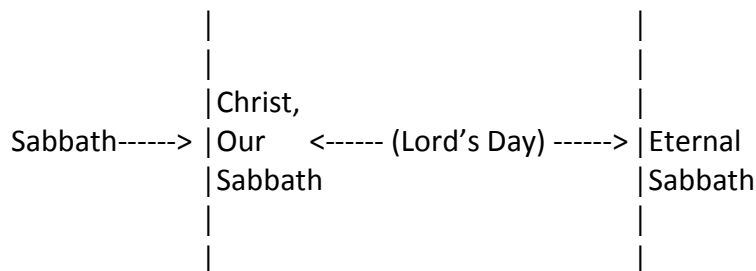 |                                        |
|                                        |
|Christ,                                 |
Sabbath------> |Our    <------ (Lord’s Day) ------> |Eternal
|Sabbath                                 |Sabbath
|                                        |
|                                        |